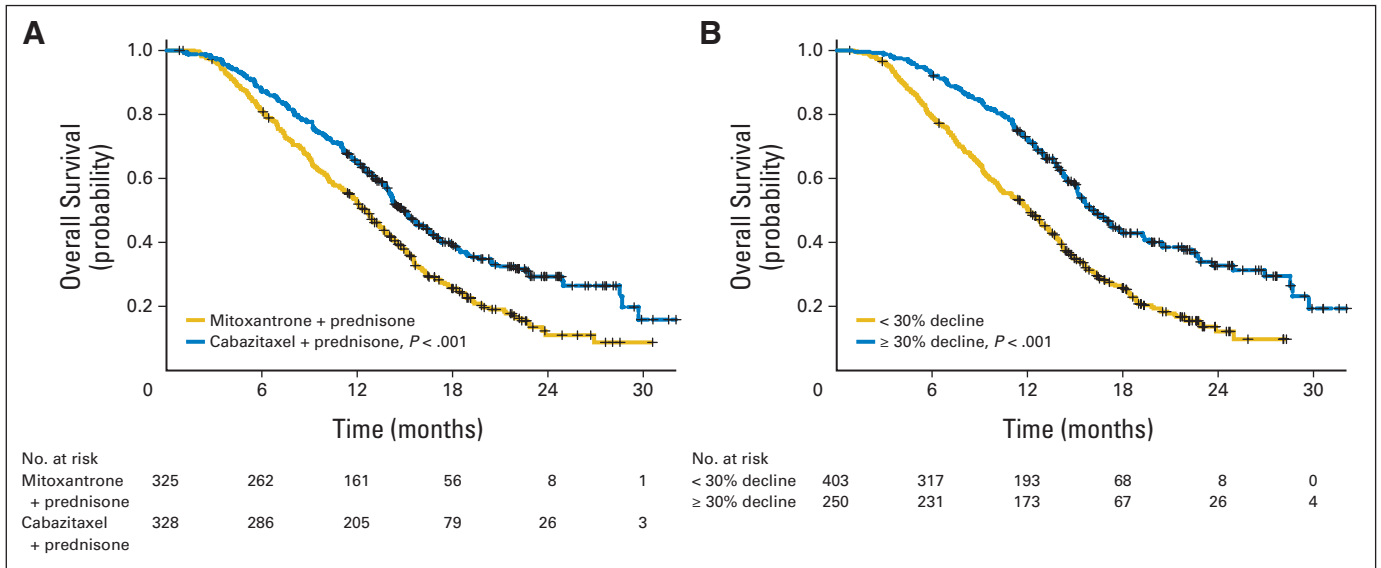 A
Overall Survival
(probability)
1.0
0.8
0.6
0.4
0.2
0
6
12
18
24
30
Mitoxantrone + prednisone
Cabazitaxel + prednisone, P < .001
Time (months)
No. at risk
Mitoxantrone 325 262 161 56 8 1
+ prednisone
Cabazitaxel 328 286 205 79 26 3
+ prednisone
B
Overall Survival
(probability)
1.0
0.8
0.6
0.4
0.2
0
6
12
18
24
30
< 30% decline
≥ 30% decline, P < .001
Time (months)
No. at risk
< 30% decline 403 317 193 68 8 0
≥ 30% decline 250 231 173 67 26 4